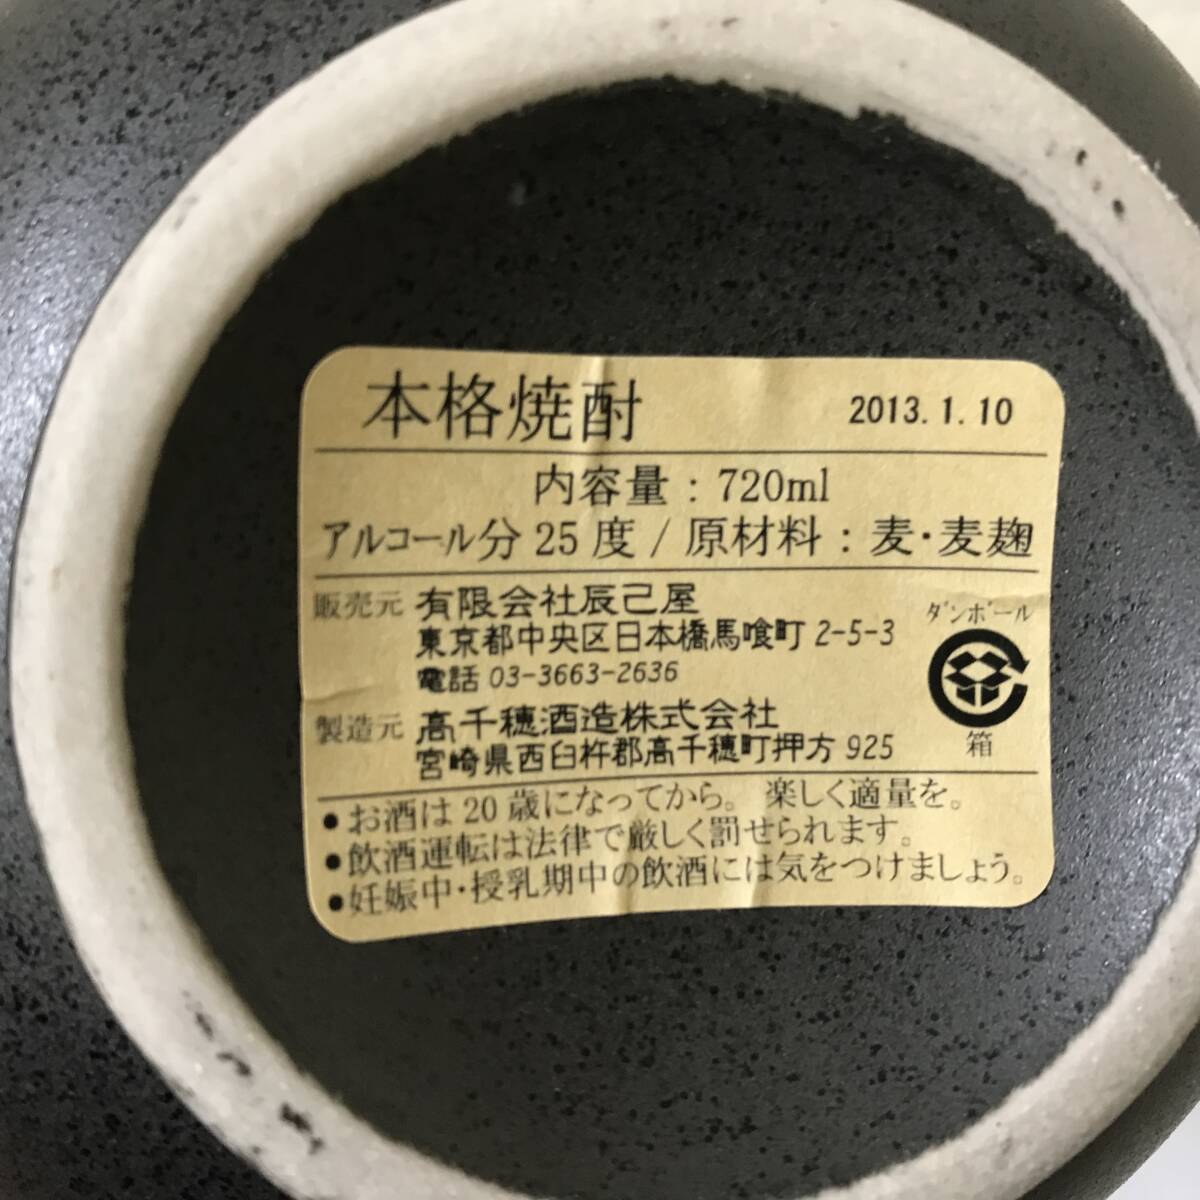 本格焼酎 2013.1.10
内容量：720ml
アルコール分 25 度 / 原材料：麦・麦麹
販売元 有限会社辰己屋
東京都中央区日本橋馬喰町 2-5-3
電話 03-3663-2636
製造元 高千穂酒造株式会社
宮崎県西臼杵郡高千穂町押方 925
ダンボール
箱
●お酒は 20 歳になってから。 楽しく適量を。
●飲酒運転は法律で厳しく罰せられます。
●妊娠中・授乳期中の飲酒には気をつけましょう。